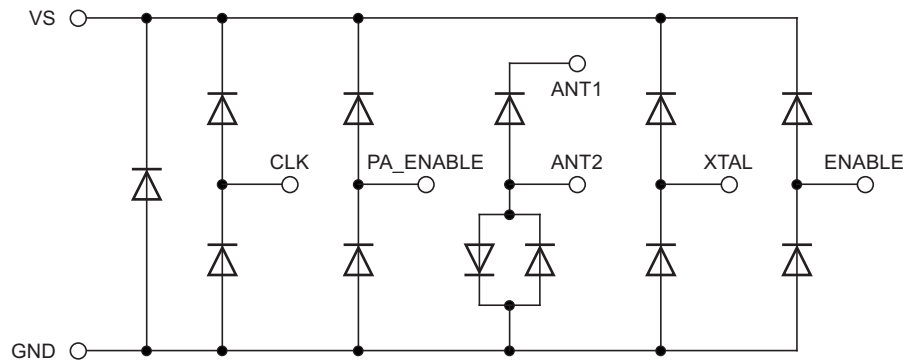 VS
ANT1
CLK
PA_ENABLE
ANT2
XTAL
ENABLE
GND